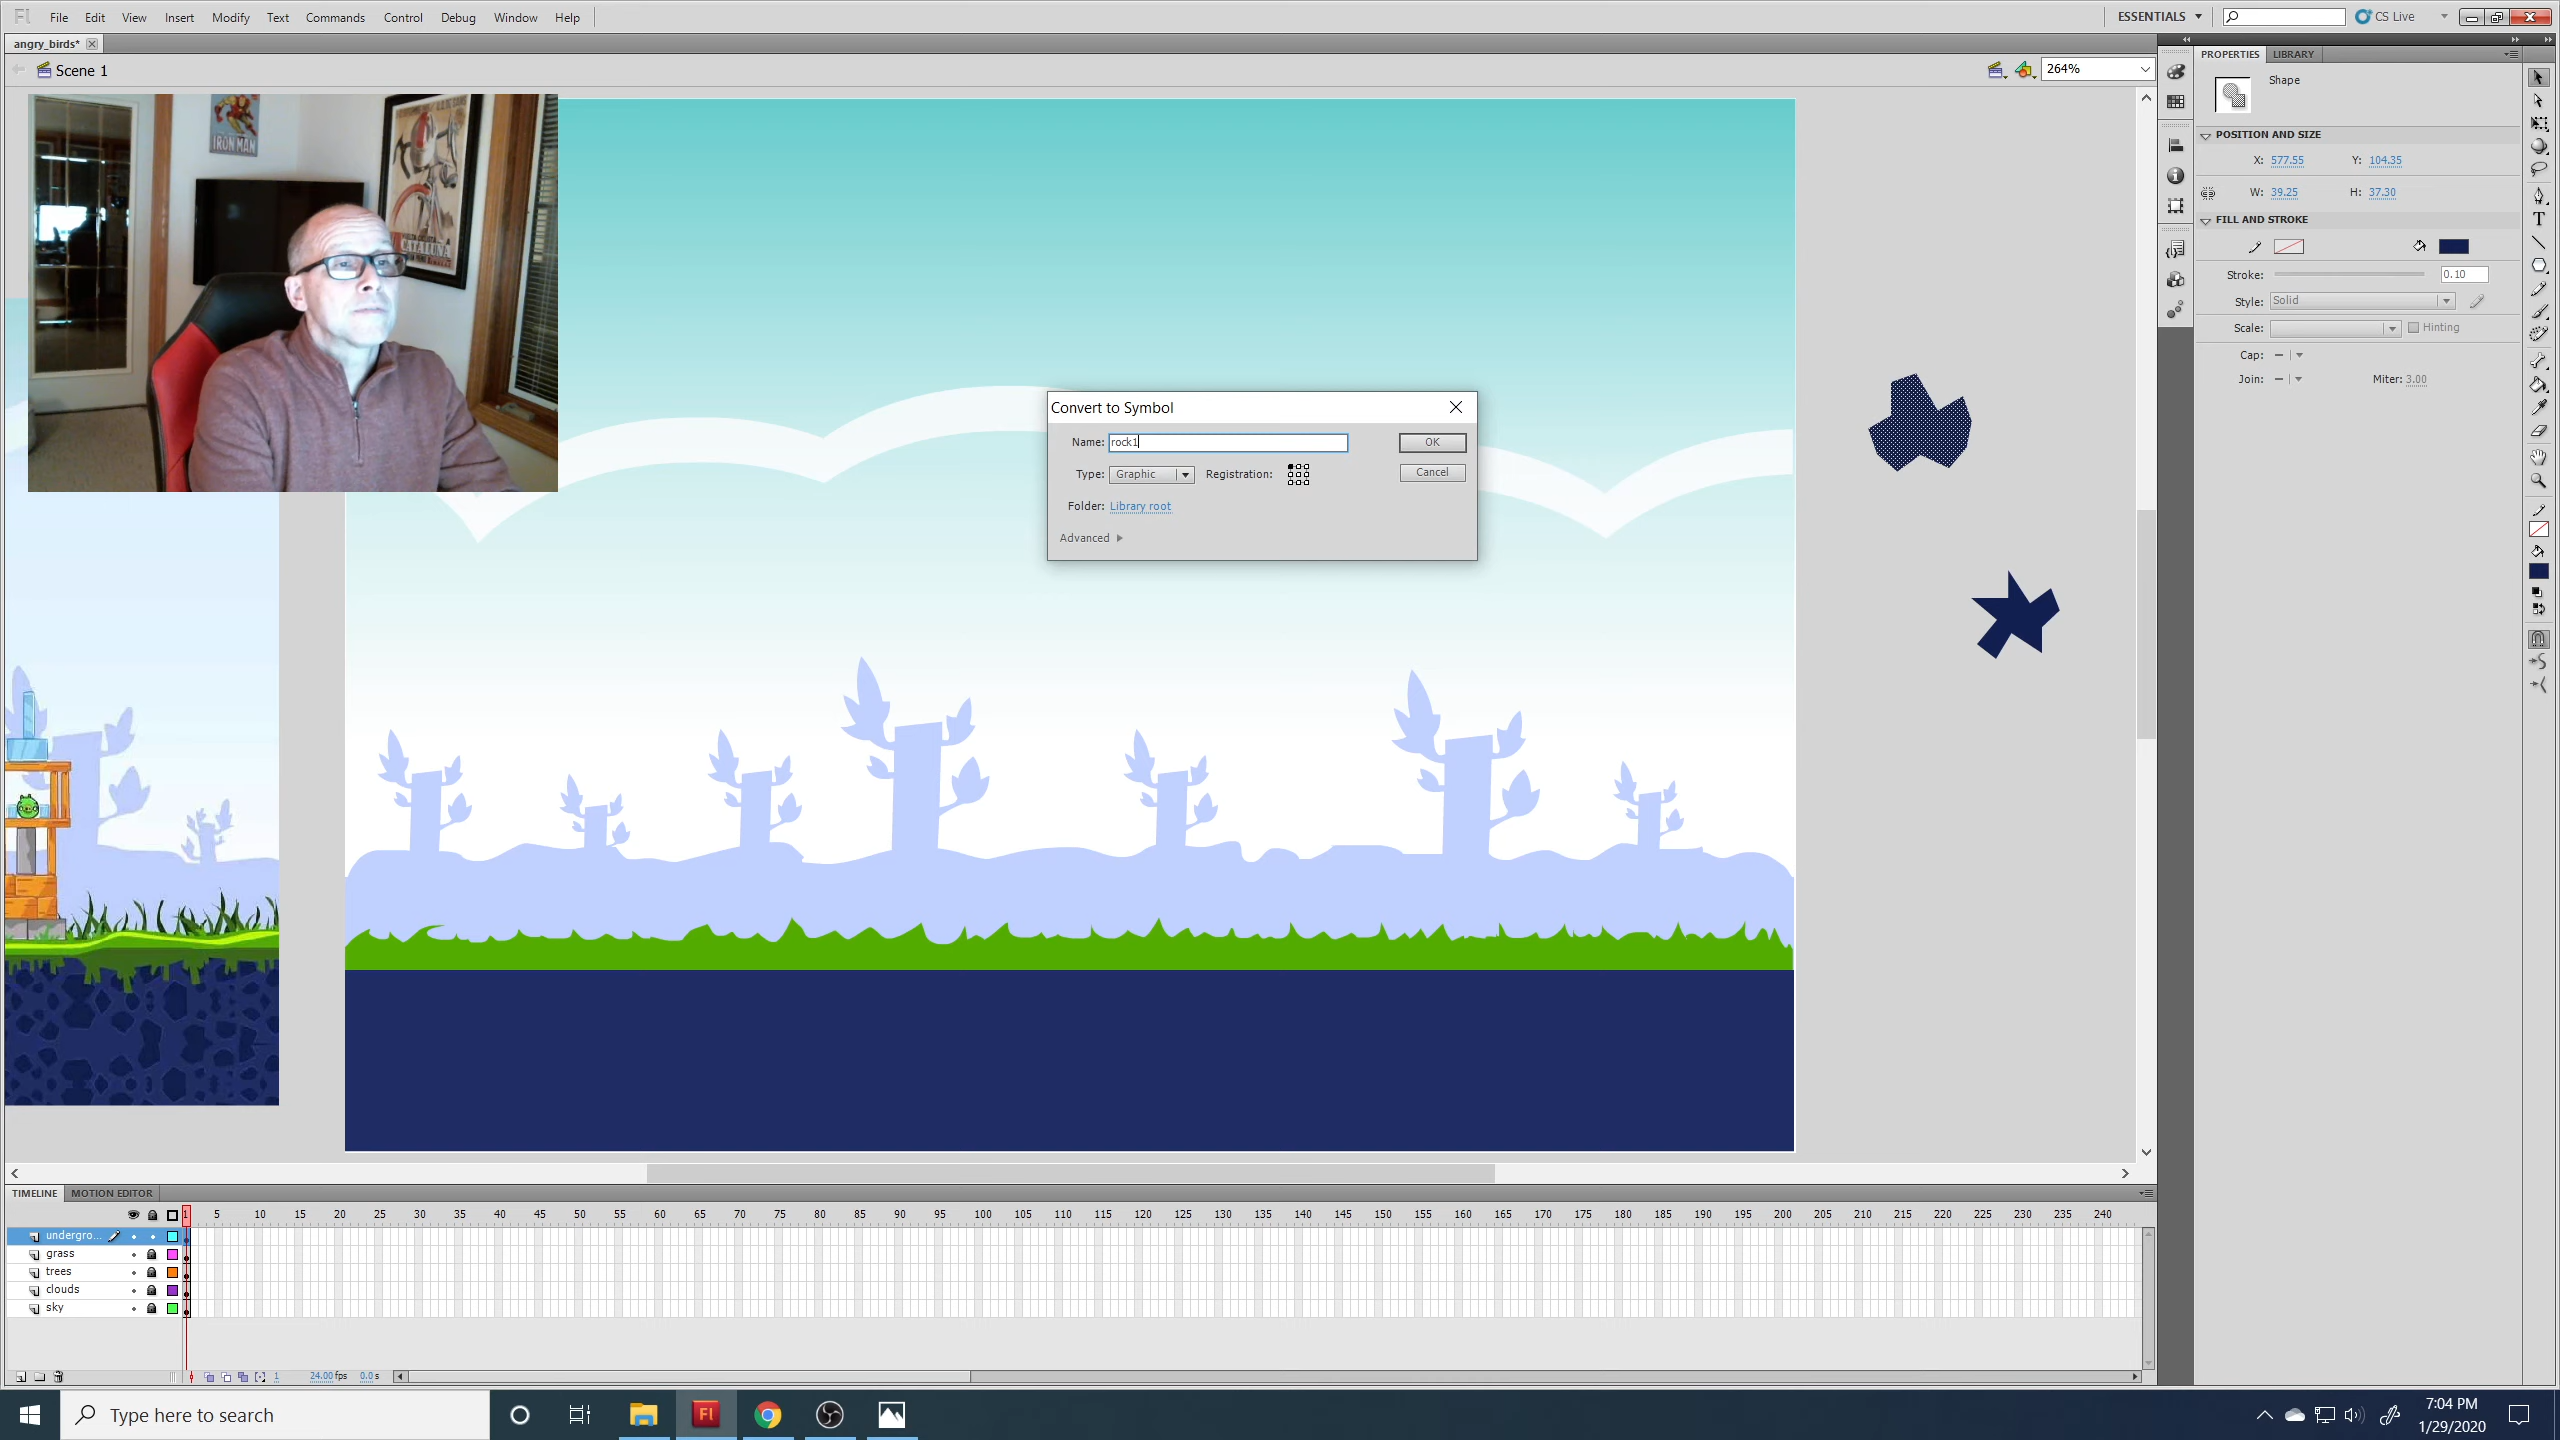 Fl File Edit View Insert Modify Text Commands Control Debug Window Help ESSENTIALS CS Live
angry_birds*
Scene 1
264%
IRON MAN
CATALUNA
Convert to Symbol
Name: rock1 OK
Type: Graphic Registration: Cancel
Folder: Library root
Advanced
PROPERTIES LIBRARY
Shape
POSITION AND SIZE
X: 577.55 Y: 104.35
W: 39.25 H: 37.30
FILL AND STROKE
Stroke: 0.10
Style: Solid
Scale: Hinting
Cap:
Join: Miter: 3.00
TIMELINE MOTION EDITOR
1 5 10 15 20 25 30 35 40 45 50 55 60 65 70 75 80 85 90 95 100 105 110 115 120 125 130 135 140 145 150 155 160 165 170 175 180 185 190 195 200 205 210 215 220 225 230 235 240
undergro...
grass
trees
clouds
sky
1 24.00 fps 0.0 s
Type here to search
Fl
7:04 PM
1/29/2020